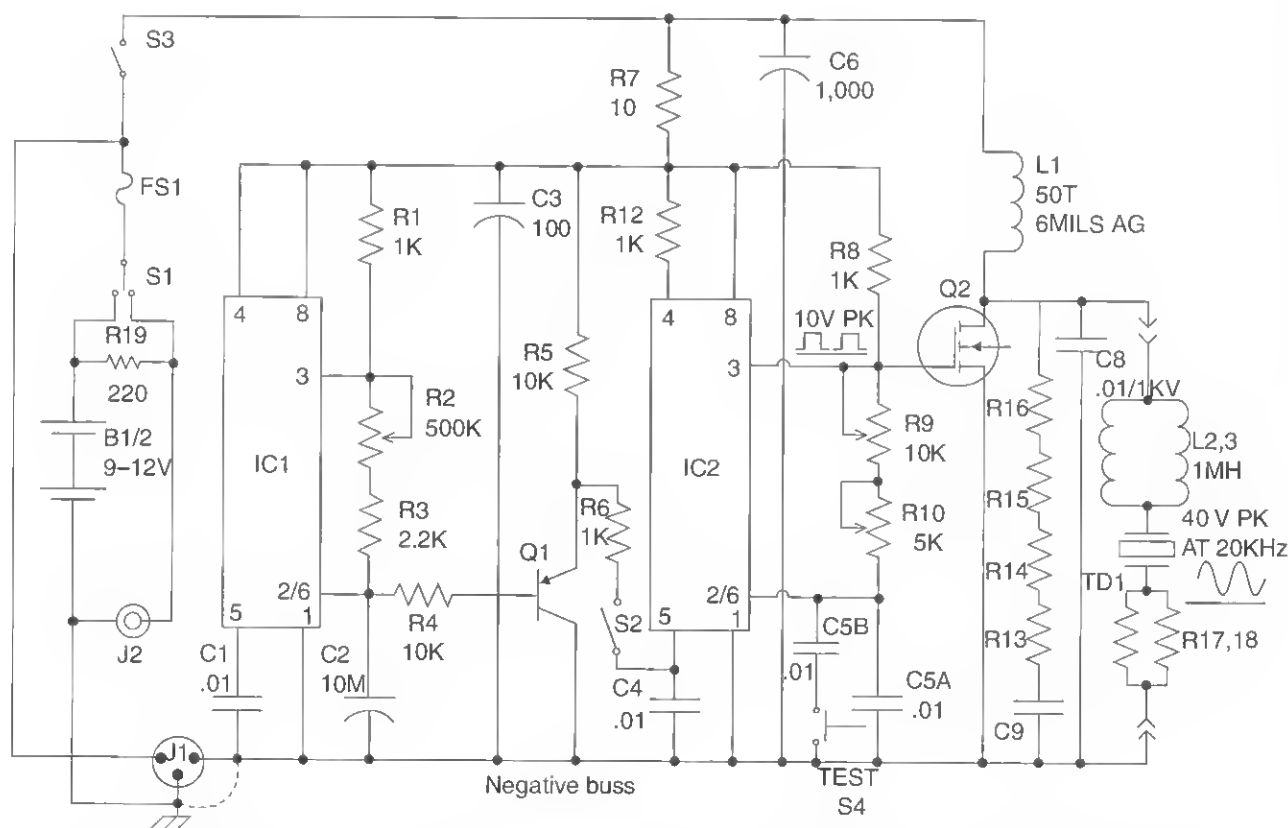 S3
FS1
S1
R19
220
B1/2
9–12V
J2
J1
4
8
3
IC1
2/6
5
1
C1
.01
R1
1K
R2
500K
R3
2.2K
R4
10K
C2
10M
C3
100
R5
10K
Q1
R6
1K
S2
C4
.01
Negative buss
R7
10
R12
1K
C6
1,000
4
8
3
IC2
2/6
5
1
10V PK
R8
1K
R9
10K
R10
5K
C5B
.01
C5A
.01
TEST
S4
Q2
L1
50T
6MILS AG
R16
R15
R14
R13
C9
C8
.01/1KV
L2,3
1MH
40 V PK
AT 20KHz
TD1
R17,18